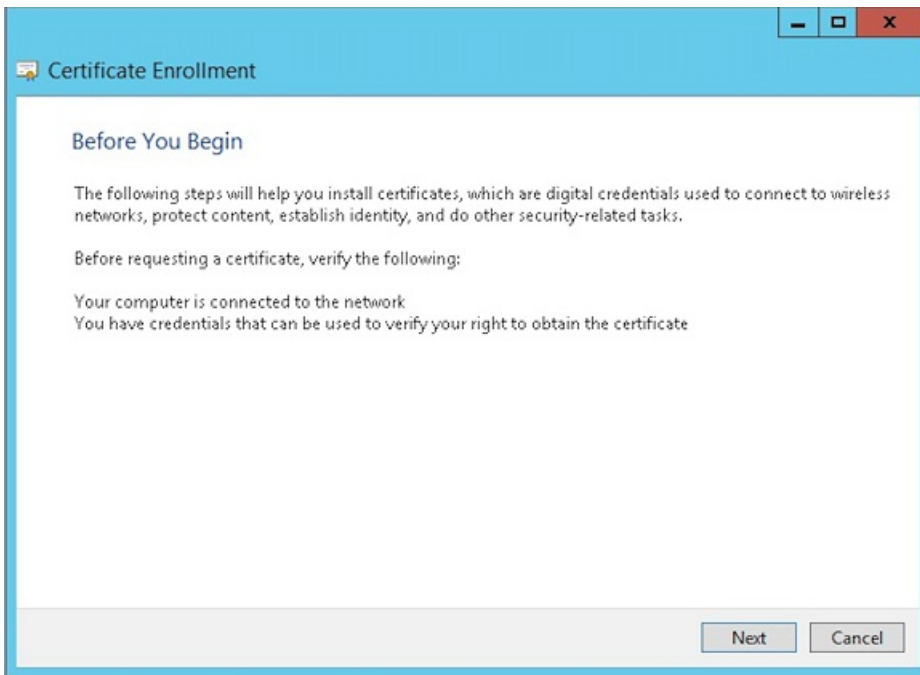 Certificate Enrollment
Before You Begin
The following steps will help you install certificates, which are digital credentials used to connect to wireless
networks, protect content, establish identity, and do other security-related tasks.
Before requesting a certificate, verify the following:
Your computer is connected to the network
You have credentials that can be used to verify your right to obtain the certificate
Next
Cancel